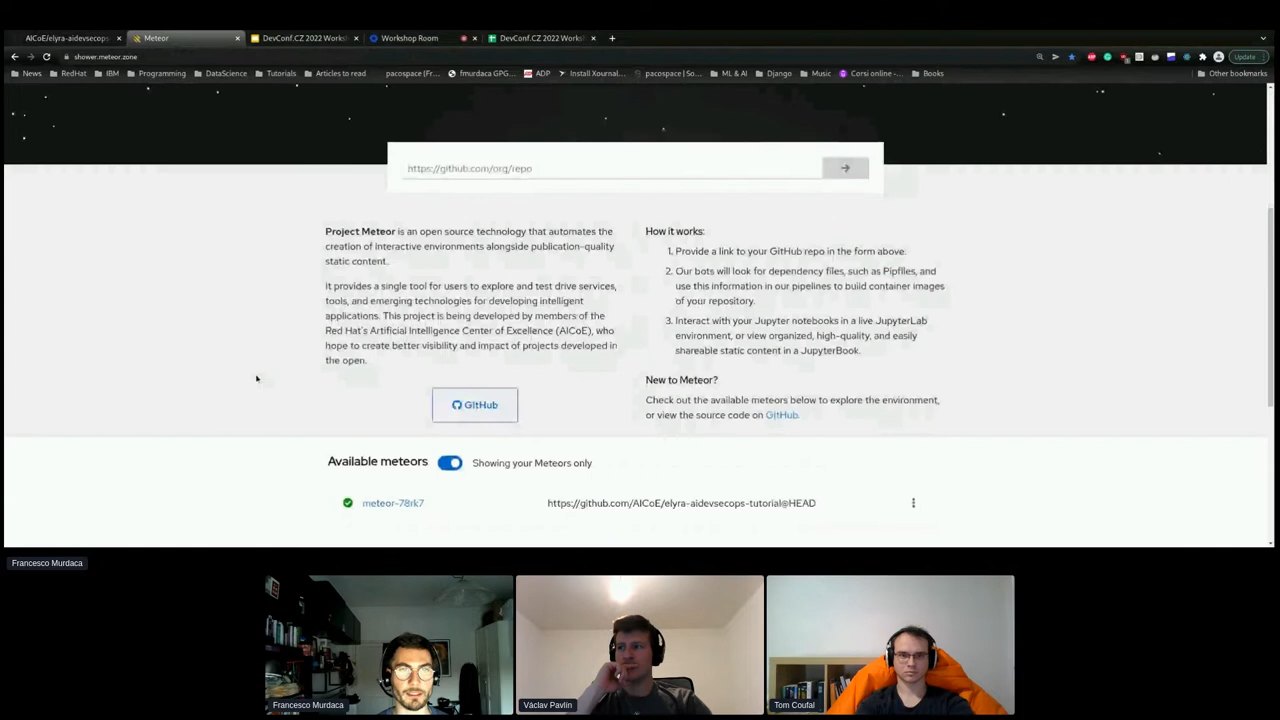 AICoE/elyra-aidevsecops
Meteor
DevConf.CZ 2022 Worksh
Workshop Room
DevConf.CZ 2022 Worksh
shower.meteor.zone
Update
News
RedHat
IBM
Programming
DataScience
Tutorials
Articles to read
pacospace (Fr...
fmurdaca GPG...
ADP
Install Xournal...
pacospace | So...
ML & AI
Django
Music
Corsi online -...
Books
Other bookmarks
https://github.com/org/repo
Project Meteor is an open source technology that automates the
creation of interactive environments alongside publication-quality
static content.
It provides a single tool for users to explore and test drive services,
tools, and emerging technologies for developing intelligent
applications. This project is being developed by members of the
Red Hat's Artificial Intelligence Center of Excellence (AICoE), who
hope to create better visibility and impact of projects developed in
the open.
GitHub
How it works:
1. Provide a link to your GitHub repo in the form above.
2. Our bots will look for dependency files, such as Pipfiles, and
use this information in our pipelines to build container images
of your repository.
3. Interact with your Jupyter notebooks in a live JupyterLab
environment, or view organized, high-quality, and easily
shareable static content in a JupyterBook.
New to Meteor?
Check out the available meteors below to explore the environment,
or view the source code on GitHub.
Available meteors
Showing your Meteors only
meteor-78rk7
https://github.com/AICoE/elyra-aidevsecops-tutorial@HEAD
Francesco Murdaca
Francesco Murdaca
Václav Pavlín
Tom Coufal